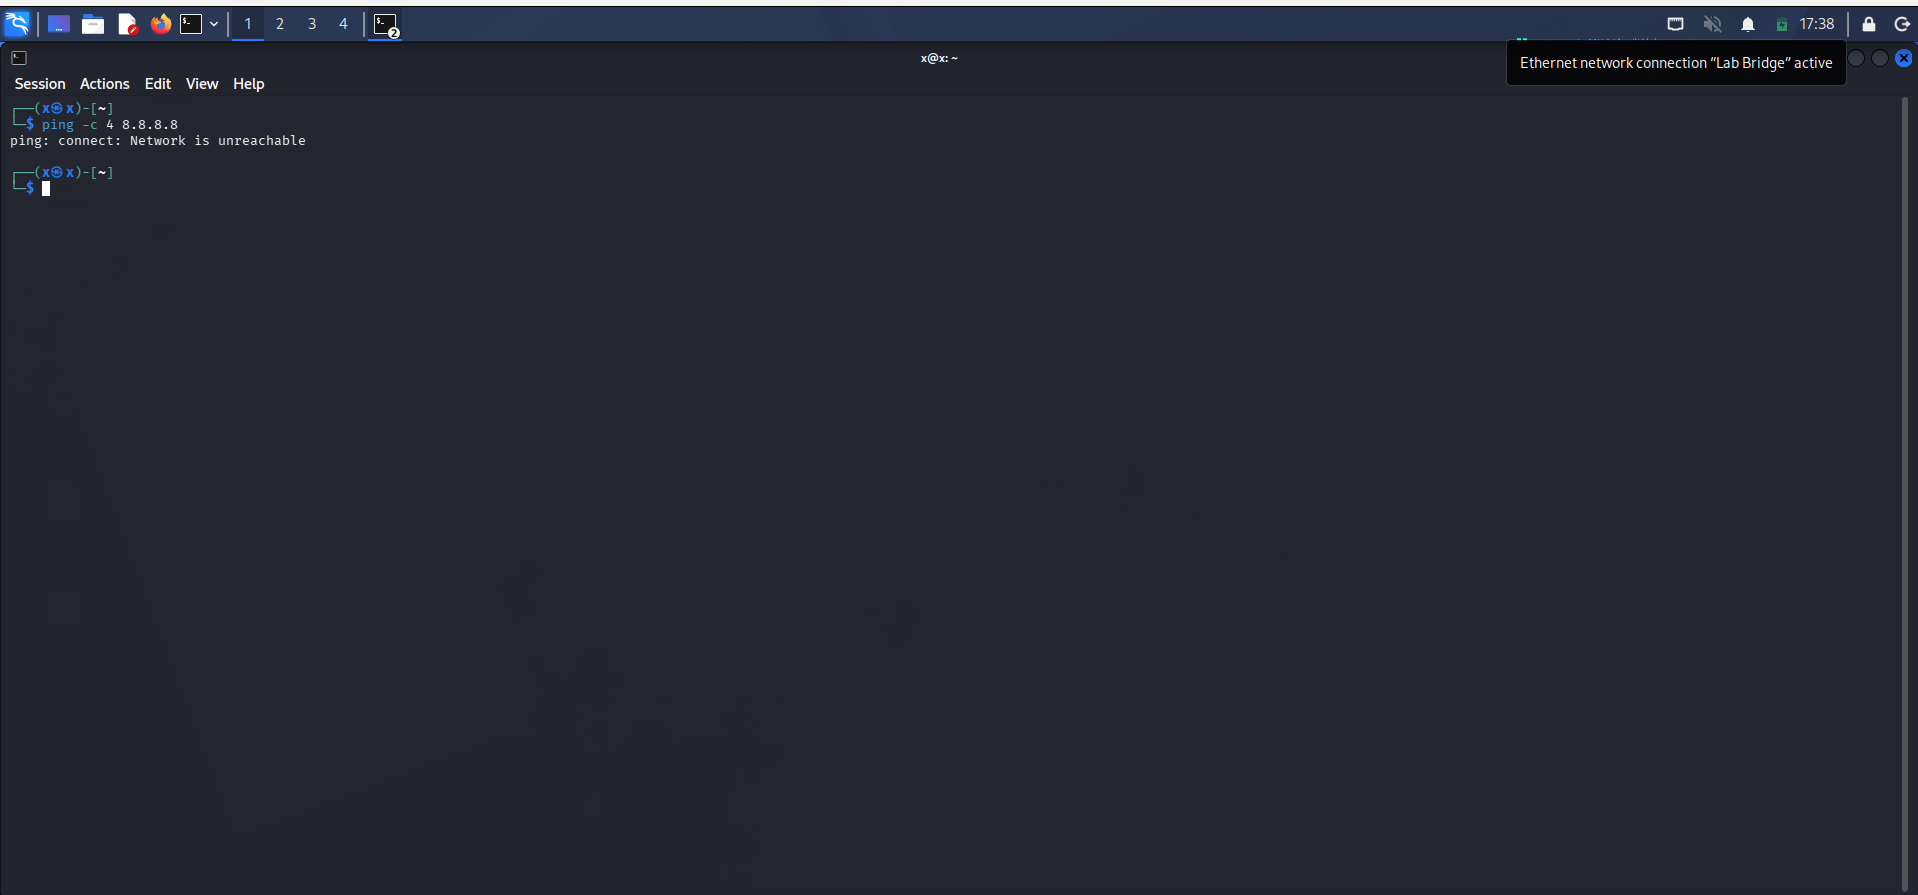 1 2 3 4 2 17:38
x@x: ~
Ethernet network connection “Lab Bridge” active
Session Actions Edit View Help
┌──(x㉿x)-[~]
└─$ ping -c 4 8.8.8.8
ping: connect: Network is unreachable
┌──(x㉿x)-[~]
└─$